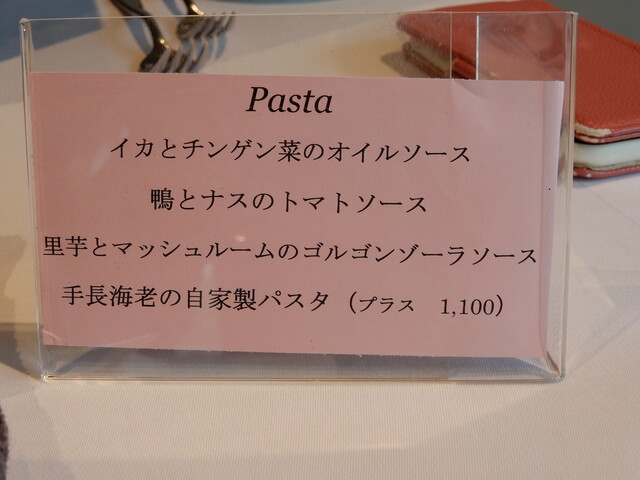 Pasta
イカとチンゲン菜のオイルソース
鴨とナスのトマトソース
里芋とマッシュルームのゴルゴンゾーラソース
手長海老の自家製パスタ（プラス　1,100）